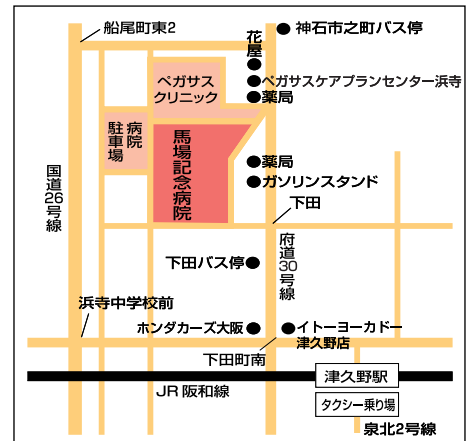 船尾町東2
花屋
神石市之町バス停
ペガサス
クリニック
ペガサスケアプランセンター浜寺
薬局
病院
駐車場
馬場記念病院
薬局
ガソリンスタンド
国道26号線
下田
府道30号線
下田バス停
浜寺中学校前
ホンダカーズ大阪
イトーヨーカドー
津久野店
下田町南
JR阪和線
津久野駅
タクシー乗り場
泉北2号線